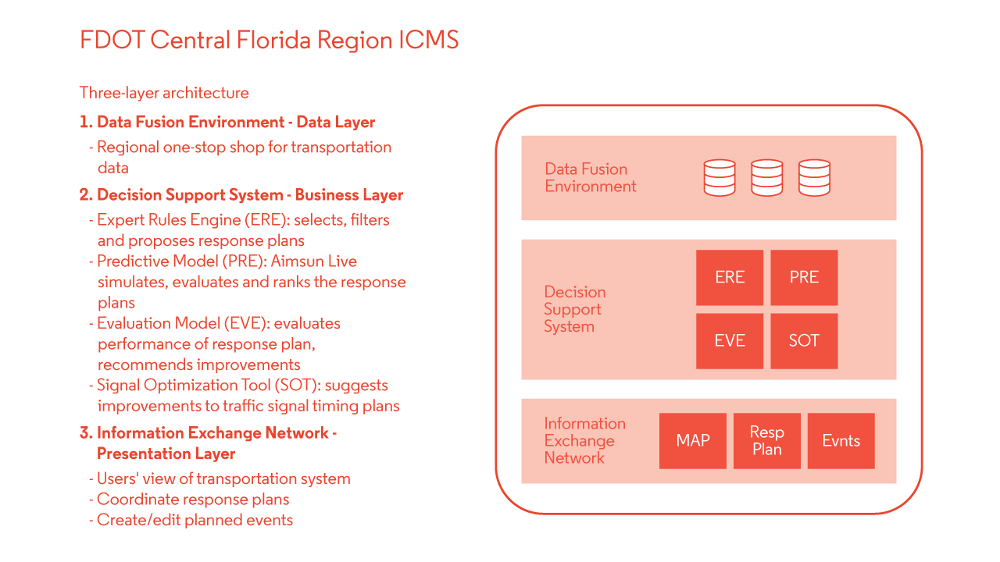 FDOT Central Florida Region ICMS
Three-layer architecture
1. Data Fusion Environment - Data Layer
- Regional one-stop shop for transportation
data
2. Decision Support System - Business Layer
- Expert Rules Engine (ERE): selects, filters
and proposes response plans
- Predictive Model (PRE): Aimsun Live
simulates, evaluates and ranks the response
plans
- Evaluation Model (EVE): evaluates
performance of response plan,
recommends improvements
- Signal Optimization Tool (SOT): suggests
improvements to traffic signal timing plans
3. Information Exchange Network -
Presentation Layer
- Users' view of transportation system
- Coordinate response plans
- Create/edit planned events
Data Fusion
Environment
Decision
Support
System
ERE
PRE
EVE
SOT
Information
Exchange
Network
MAP
Resp
Plan
Evnts